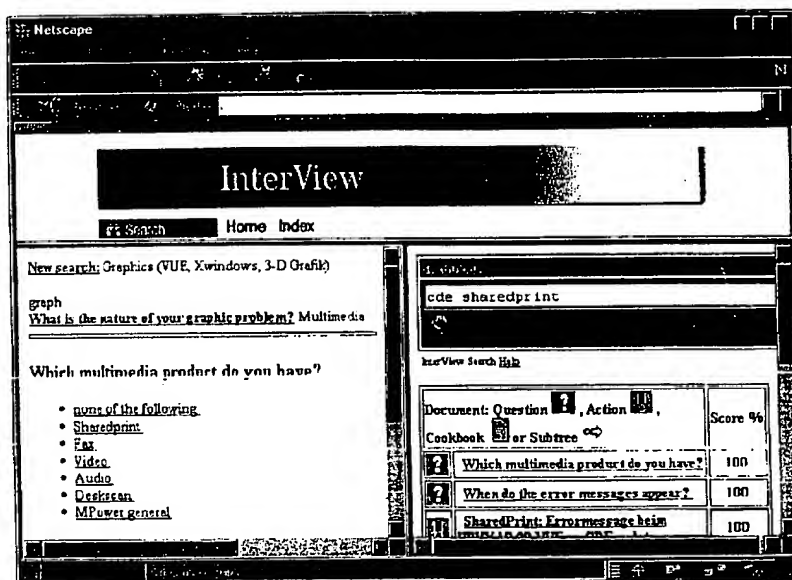 Netscape
N
InterView
Search Home Index
New search: Graphics (VUE, Xwindows, 3-D Grafik)
graph
What is the nature of your graphic problem? Multimedia
Which multimedia product do you have?
none of the following
Sharedprint
Fax
Video
Audio
Deskscan
MPower general
cde sharedprint
InterView Search Help
Document: Question ? , Action ,
Cookbook or Subtree
Score %
? Which multimedia product do you have? 100
? When do the error messages appear? 100
SharedPrint: Errormessage beim 100